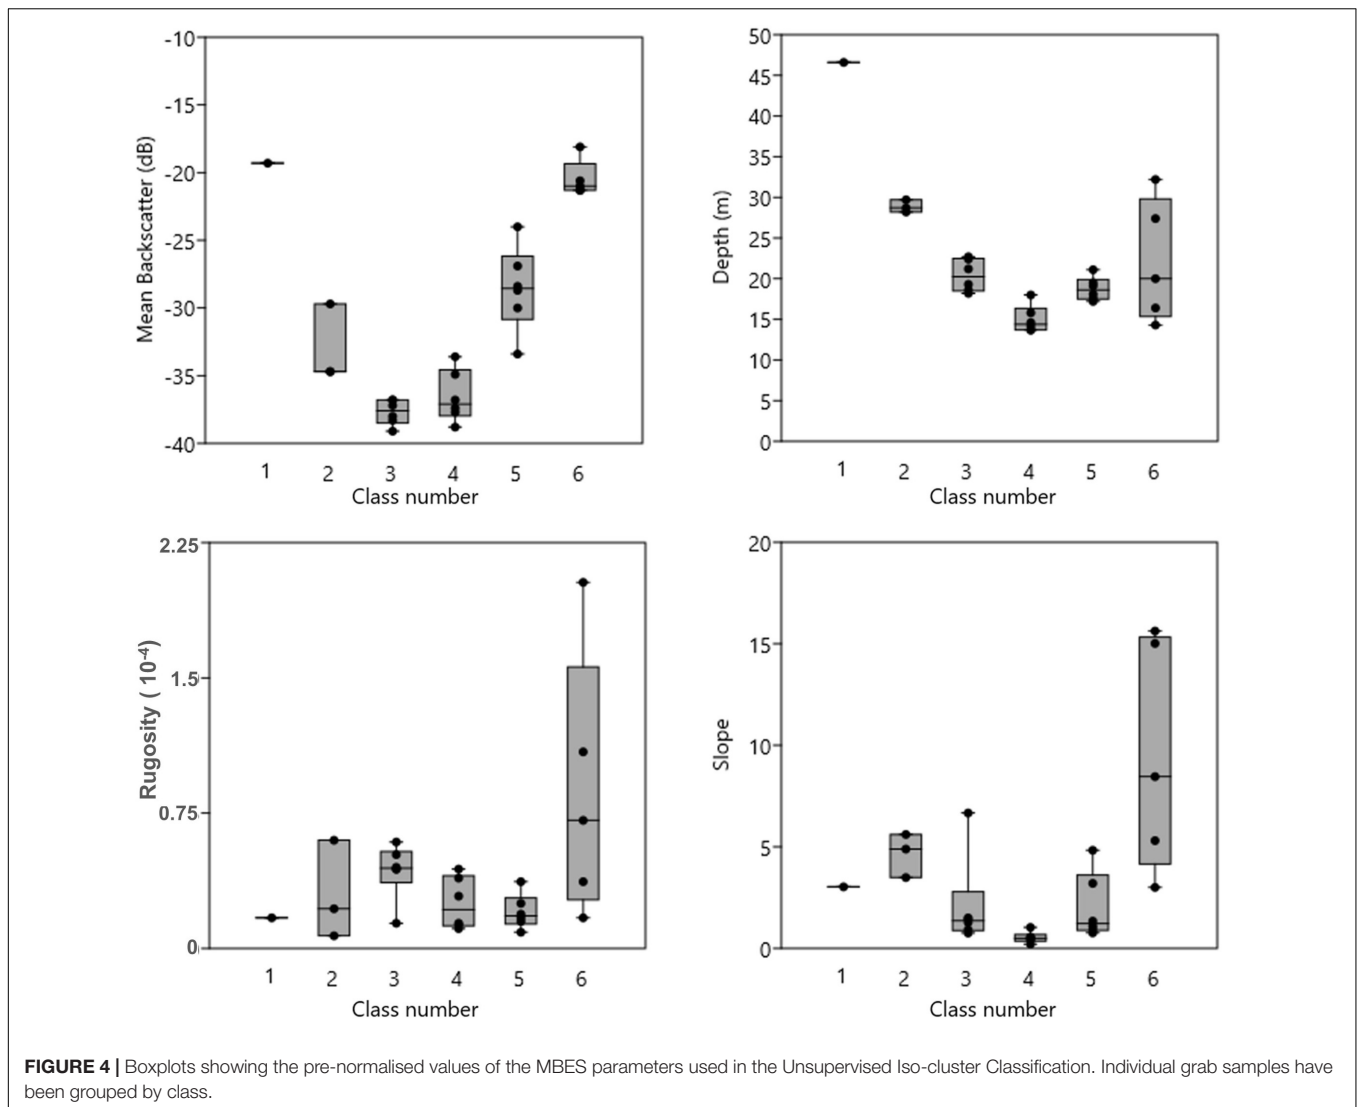 -10
-15
-20
-25
-30
-35
-40
Mean Backscatter (dB)
1 2 3 4 5 6
Class number
50
45
40
35
30
25
20
15
10
5
0
Depth (m)
1 2 3 4 5 6
Class number
2.25
1.5
0.75
0
Rugosity ( 10-4)
1 2 3 4 5 6
Class number
20
15
10
5
0
Slope
1 2 3 4 5 6
Class number
FIGURE 4 | Boxplots showing the pre-normalised values of the MBES parameters used in the Unsupervised Iso-cluster Classification. Individual grab samples have
been grouped by class.